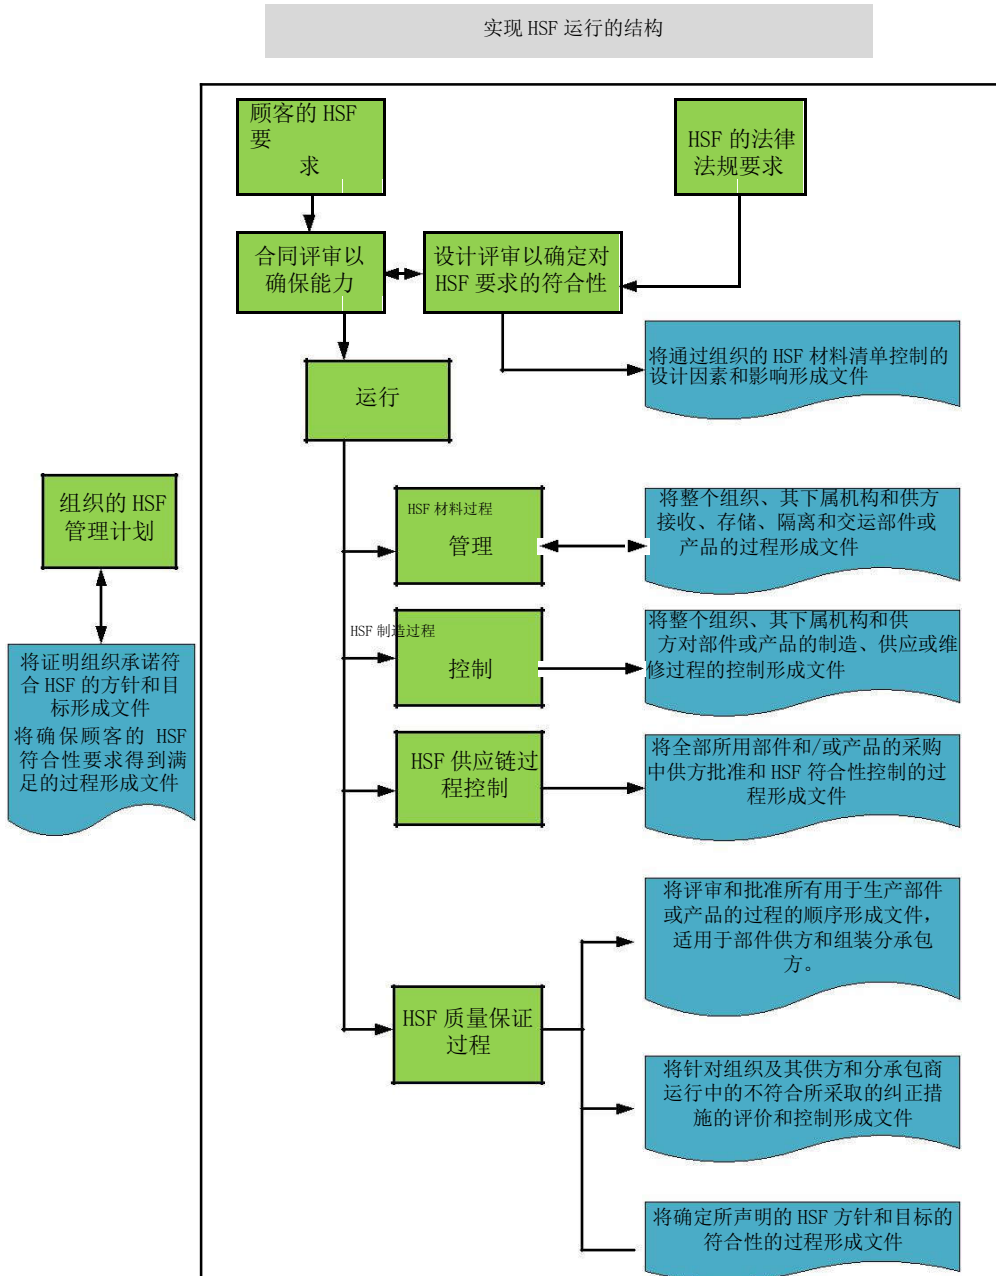 实现 HSF 运行的结构
顾客的 HSF
要
求
HSF 的法律
法规要求
合同评审以
确保能力
设计评审以确定对
HSF 要求的符合性
将通过组织的 HSF 材料清单控制的
设计因素和影响形成文件
运行
组织的 HSF
管理计划
HSF 材料过程
管理
将整个组织、其下属机构和供方
接收、存储、隔离和交运部件或
产品的过程形成文件
HSF 制造过程
控制
将整个组织、其下属机构和供
方对部件或产品的制造、供应或维
修过程的控制形成文件
将证明组织承诺符
合 HSF 的方针和目
标形成文件
将确保顾客的 HSF
符合性要求得到满
足的过程形成文件
HSF 供应链过
程控制
将全部所用部件和/或产品的采购
中供方批准和 HSF 符合性控制的过
程形成文件
将评审和批准所有用于生产部件
或产品的过程的顺序形成文件，
适用于部件供方和组装分承包
方。
HSF 质量保证
过程
将针对组织及其供方和分承包商
运行中的不符合所采取的纠正措
施的评价和控制形成文件
将确定所声明的 HSF 方针和目标的
符合性的过程形成文件